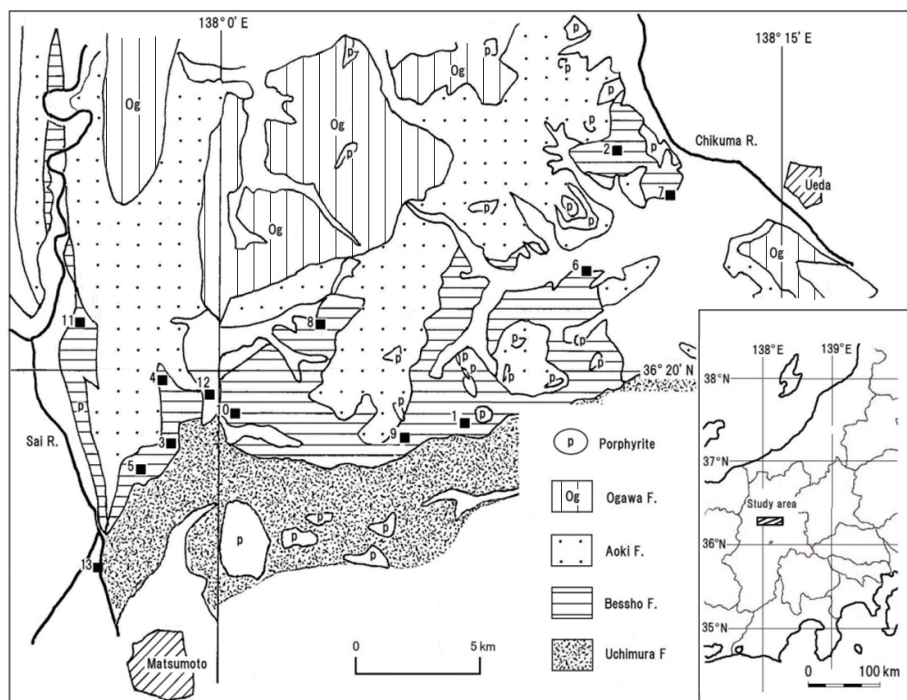 138° 0′ E
138° 15′ E
P
P
Og
Og
P
P
P
Og
P
P
Chikuma R.
2
P
P
7
Ueda
P
P
Og
Og
6
11
8
P
P
P
P
P
P
36° 20′ N
4
12
P
10
P
1
P
Sai R.
3
9
5
P
P
P
P
P
13
Matsumoto
0 5 km
P Porphyrite
Og Ogawa F.
Aoki F.
Bessho F.
Uchimura F
138°E 139°E
38°N
37°N
Study area
36°N
35°N
0 100 km